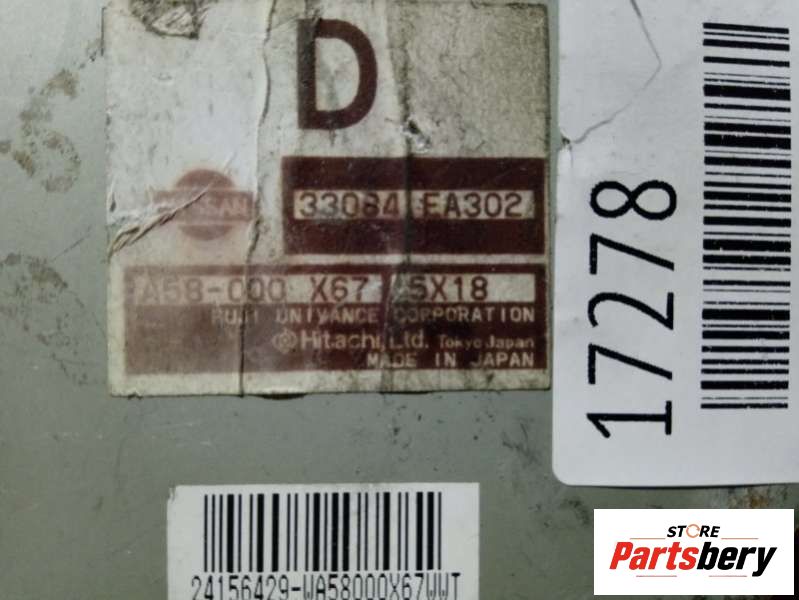 D
NISSAN
33084 EA302
A58-000 X67 5X18
FUJI UNIVANCE CORPORATION
Hitachi, Ltd. Tokyo Japan
MADE IN JAPAN
17278
24156429-WA58000X67WWT
STORE
Partsbery